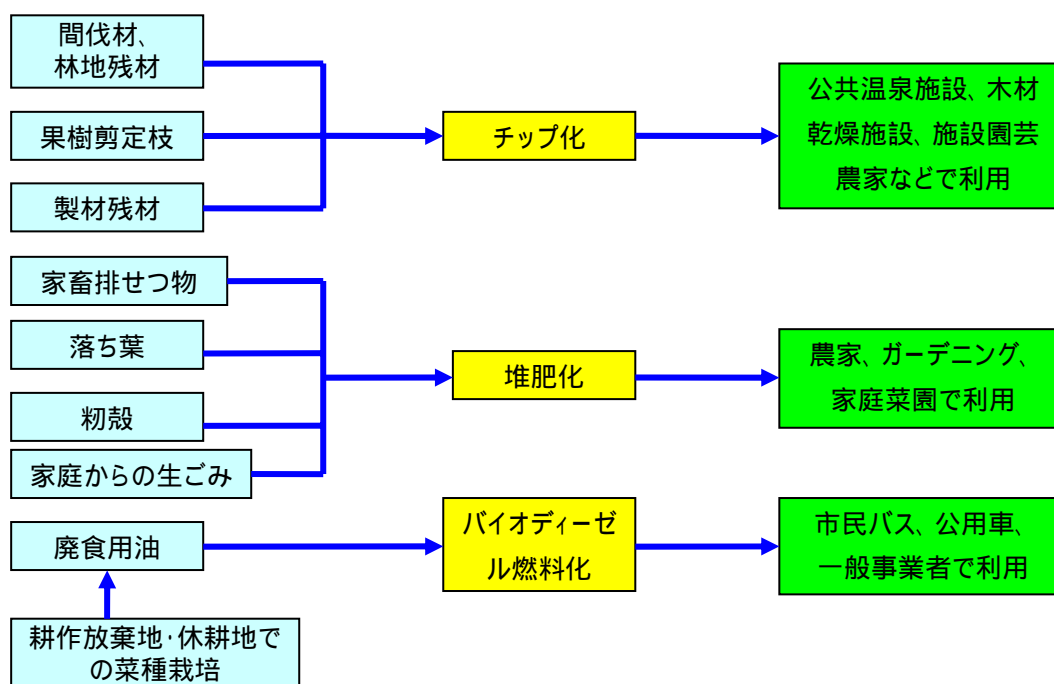 間伐材、
林地残材
果樹剪定枝
製材残材
チップ化
公共温泉施設、木材
乾燥施設、施設園芸
農家などで利用
家畜排せつ物
落ち葉
籾殻
家庭からの生ごみ
堆肥化
農家、ガーデニング、
家庭菜園で利用
廃食用油
耕作放棄地・休耕地で
の菜種栽培
バイオディーゼ
ル燃料化
市民バス、公用車、
一般事業者で利用